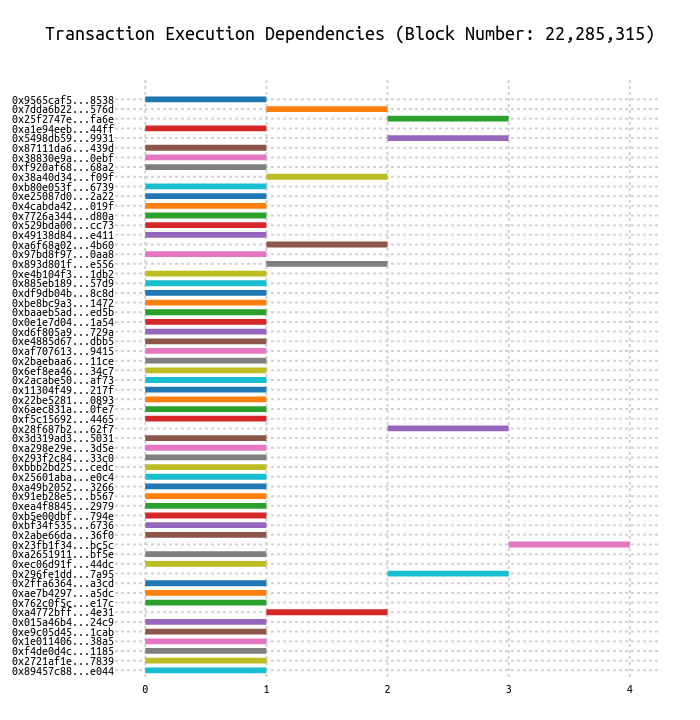 Transaction Execution Dependencies (Block Number: 22,285,315)
0x9565caf5...8538
0x7dda6b22...576d
0x25f2747e...fa6e
0xa1e94eeb...44ff
0x5498db59...9931
0x87111da6...439d
0x38830e9a...0ebf
0xf920af68...68a2
0x38a40d34...f09f
0xb80e053f...6739
0xe25087d0...2a22
0x4cabda42...019f
0x7726a344...d80a
0x529bda00...cc73
0x49138d84...e411
0xa6f68a02...4b60
0x97bd8f97...0aa8
0x893d801f...e556
0xe4b104f3...1db2
0x885eb189...57d9
0xdf9db04b...8c8d
0xbe8bc9a3...1472
0xbaaeb5ad...ed5b
0x0e1e7d04...1a54
0xd6f805a9...729a
0xe4885d67...dbb5
0xaf707613...9415
0x2baebaa6...11ce
0x6ef8ea46...34c7
0x2acabe50...af73
0x11304f49...217f
0x22be5281...0893
0x6aec831a...0fe7
0xf5c15692...4465
0x28f687b2...62f7
0x3d319ad3...5031
0xa298e29e...3d5e
0x293f2c84...33c0
0xbbb2bd25...cedc
0x25601aba...e0c4
0xa49b2052...3266
0x91eb28e5...b567
0xea4f8845...2979
0xb5e00dbf...794e
0xbf34f535...6736
0x2abe66da...36f0
0x23fb1f34...bc5c
0xa2651911...bf5e
0xec06d91f...44dc
0x296fe1dd...7a95
0x2ffa6364...a3cd
0xae7b4297...a5dc
0x762c0f5c...e17c
0xa4772bff...4e31
0x015a46b4...24c9
0xe9c05d45...1cab
0x1e011406...38a5
0xf4de0d4c...1185
0x2721af1e...7839
0x89457c88...e044
0 1 2 3 4